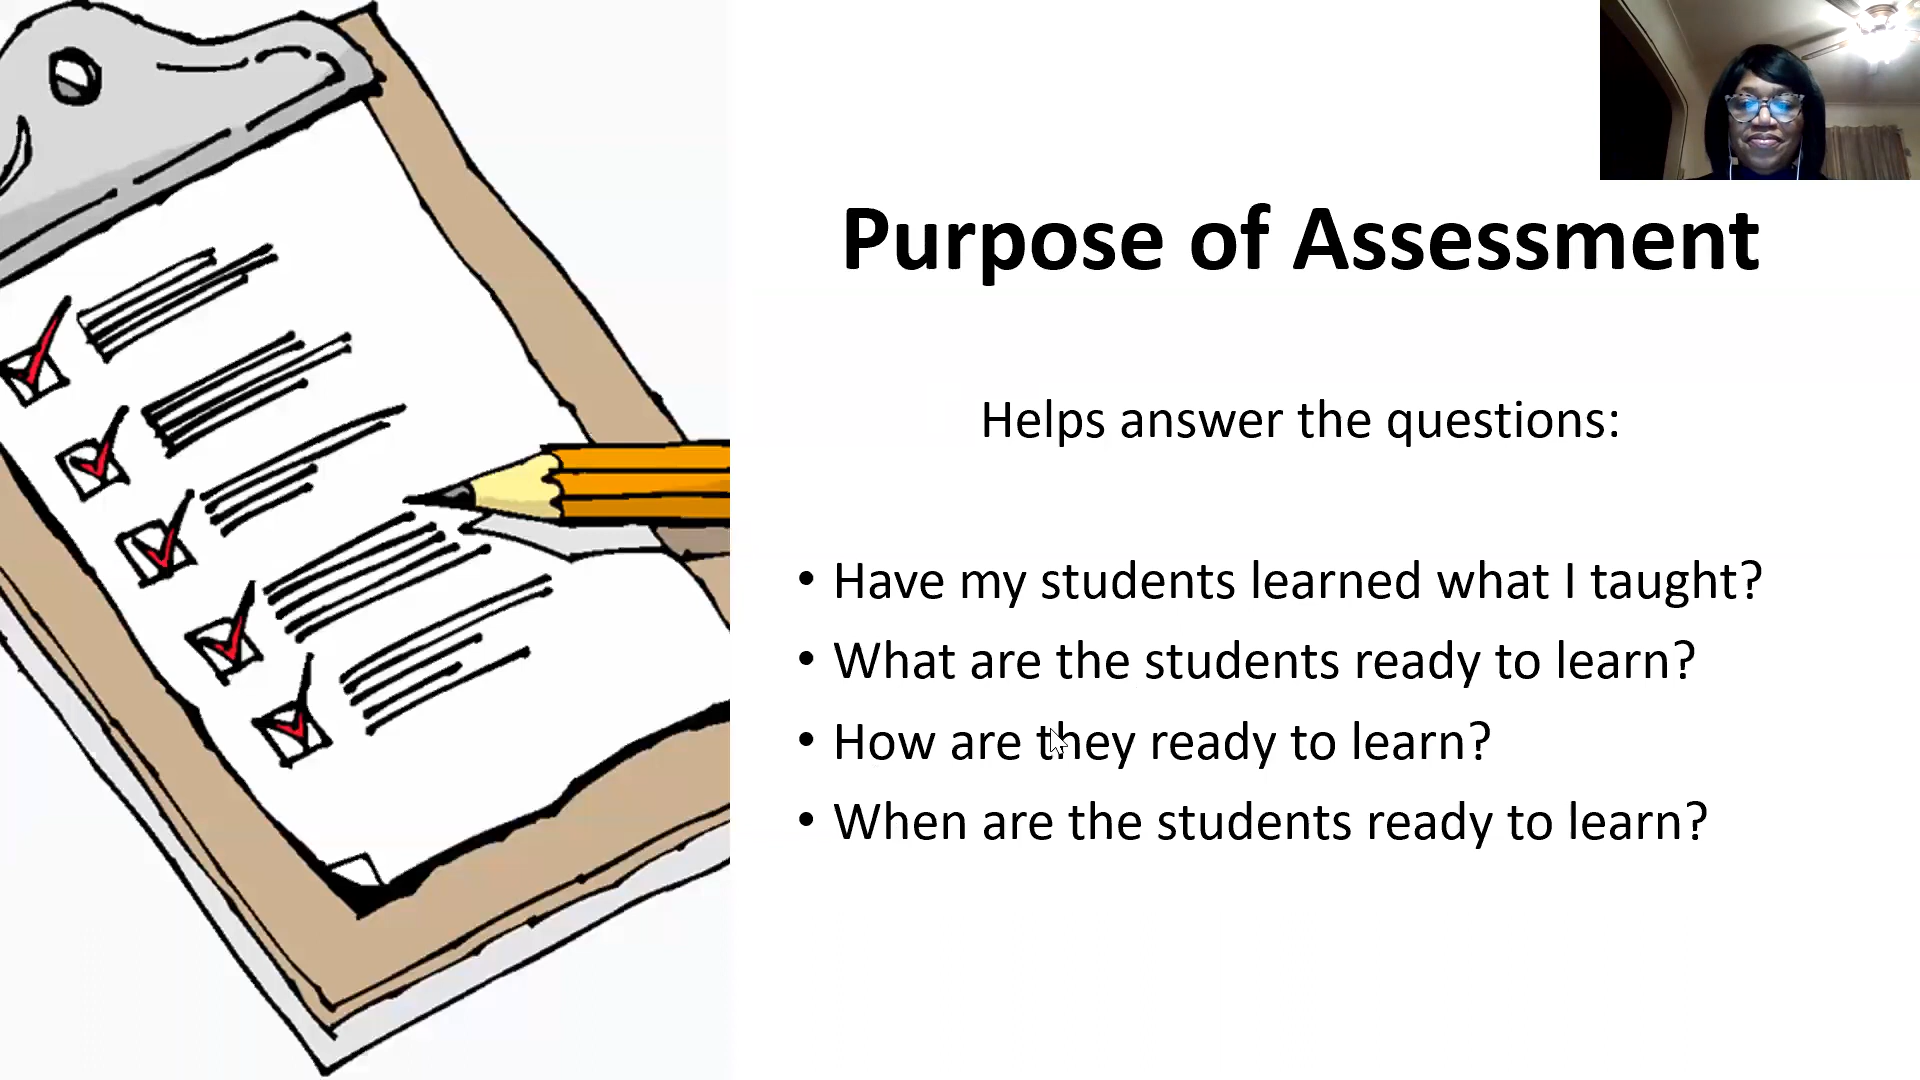 Purpose of Assessment
Helps answer the questions:
• Have my students learned what I taught?
• What are the students ready to learn?
• How are they ready to learn?
• When are the students ready to learn?